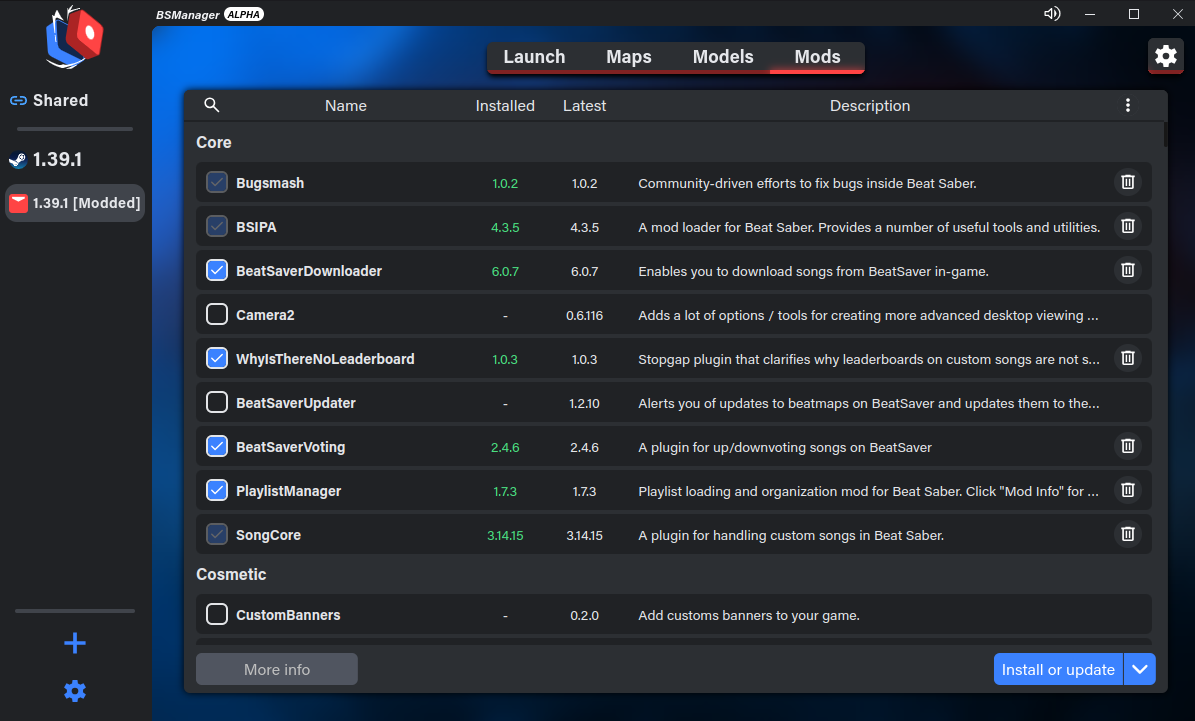 BSManager ALPHA
Launch Maps Models Mods
Shared
1.39.1
1.39.1 [Modded]
Name Installed Latest Description
Core
Bugsmash 1.0.2 1.0.2 Community-driven efforts to fix bugs inside Beat Saber.
BSIPA 4.3.5 4.3.5 A mod loader for Beat Saber. Provides a number of useful tools and utilities.
BeatSaverDownloader 6.0.7 6.0.7 Enables you to download songs from BeatSaver in-game.
Camera2 - 0.6.116 Adds a lot of options / tools for creating more advanced desktop viewing ...
WhyIsThereNoLeaderboard 1.0.3 1.0.3 Stopgap plugin that clarifies why leaderboards on custom songs are not s...
BeatSaverUpdater - 1.2.10 Alerts you of updates to beatmaps on BeatSaver and updates them to the...
BeatSaverVoting 2.4.6 2.4.6 A plugin for up/downvoting songs on BeatSaver
PlaylistManager 1.7.3 1.7.3 Playlist loading and organization mod for Beat Saber. Click "Mod Info" for ...
SongCore 3.14.15 3.14.15 A plugin for handling custom songs in Beat Saber.
Cosmetic
CustomBanners - 0.2.0 Add customs banners to your game.
More info
Install or update